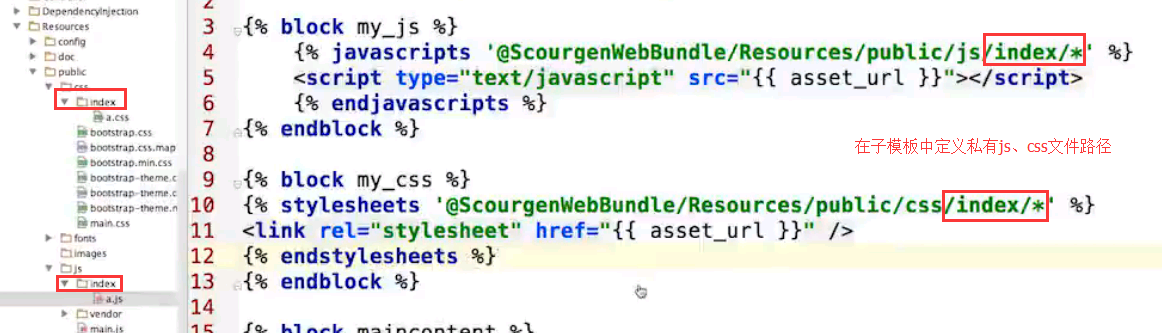 DependencyInjection
Resources
config
doc
public
css
index
a.css
bootstrap.css
bootstrap.css.map
bootstrap.min.css
bootstrap-theme.c
bootstrap-theme.c
bootstrap-theme.n
main.css
fonts
images
js
index
a.js
vendor
main.js
2
3 {% block my_js %}
4 {% javascripts '@ScourgenWebBundle/Resources/public/js/index/*' %}
5 <script type="text/javascript" src="{{ asset_url }}"></script>
6 {% endjavascripts %}
7 {% endblock %}
8
在子模板中定义私有js、css文件路径
9 {% block my_css %}
10 {% stylesheets '@ScourgenWebBundle/Resources/public/css/index/*' %}
11 <link rel="stylesheet" href="{{ asset_url }}" />
12 {% endstylesheets %}
13 {% endblock %}
14
15 {% block maincontent %}